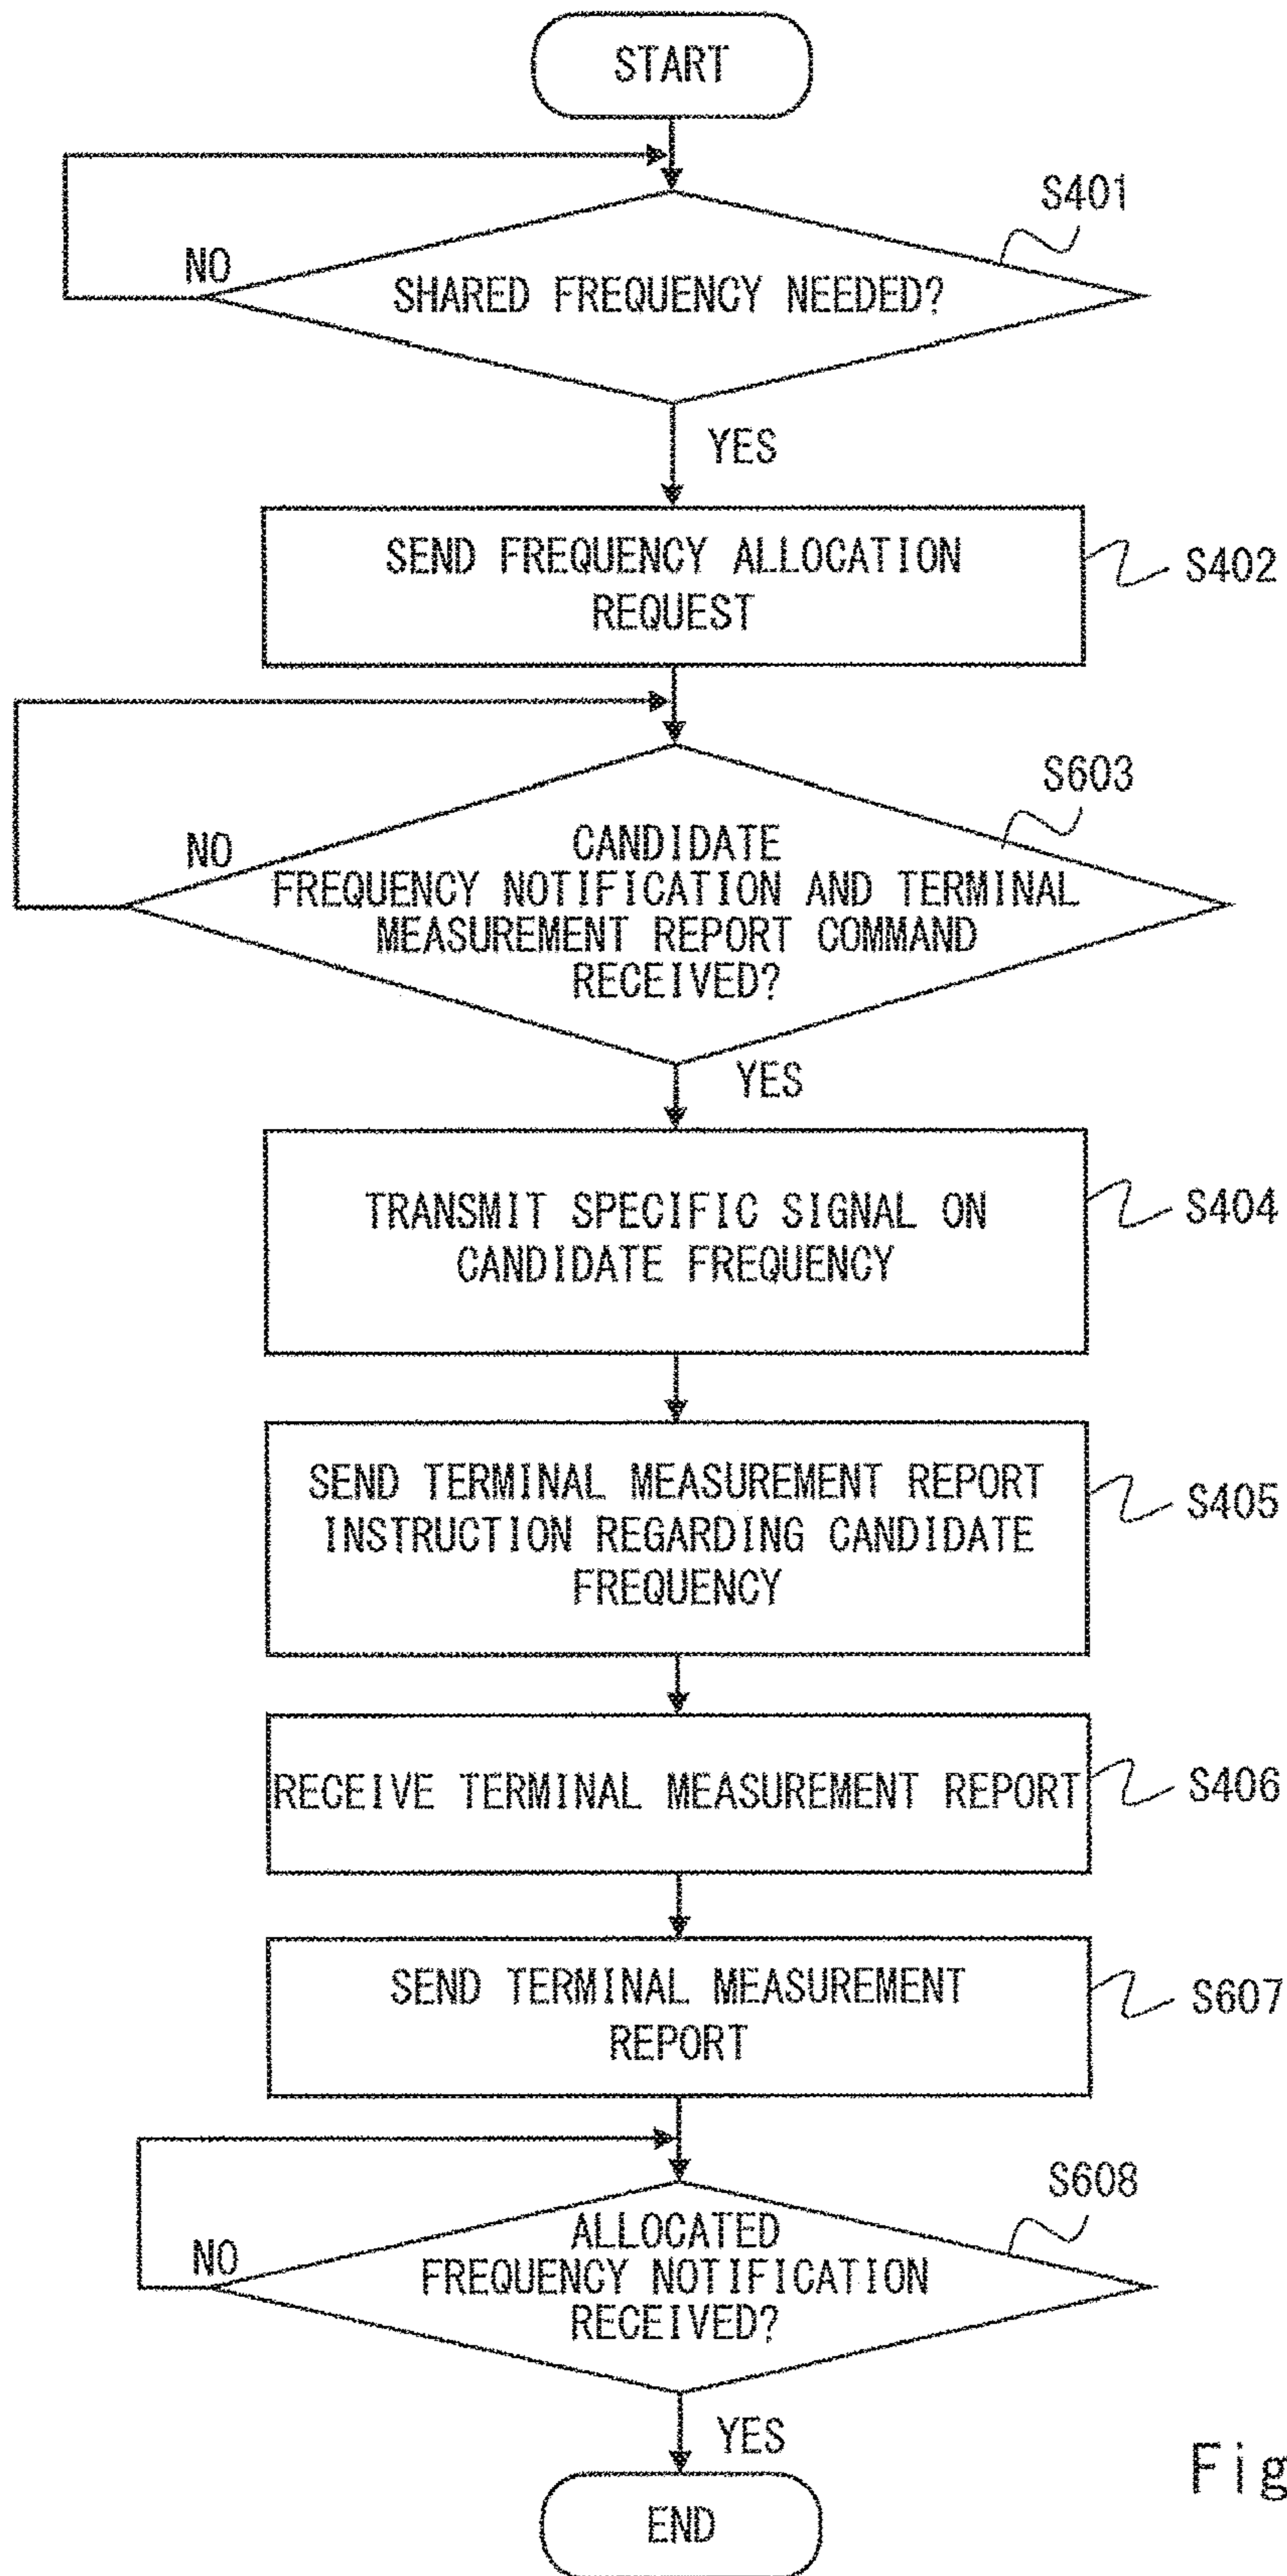 START
S401
NO
SHARED FREQUENCY NEEDED?
YES
SEND FREQUENCY ALLOCATION
REQUEST
S402
S603
NO
CANDIDATE
FREQUENCY NOTIFICATION AND TERMINAL
MEASUREMENT REPORT COMMAND
RECEIVED?
YES
TRANSMIT SPECIFIC SIGNAL ON
CANDIDATE FREQUENCY
S404
SEND TERMINAL MEASUREMENT REPORT
INSTRUCTION REGARDING CANDIDATE
FREQUENCY
S405
RECEIVE TERMINAL MEASUREMENT REPORT
S406
SEND TERMINAL MEASUREMENT
REPORT
S607
S608
NO
ALLOCATED
FREQUENCY NOTIFICATION
RECEIVED?
YES
Fig
END